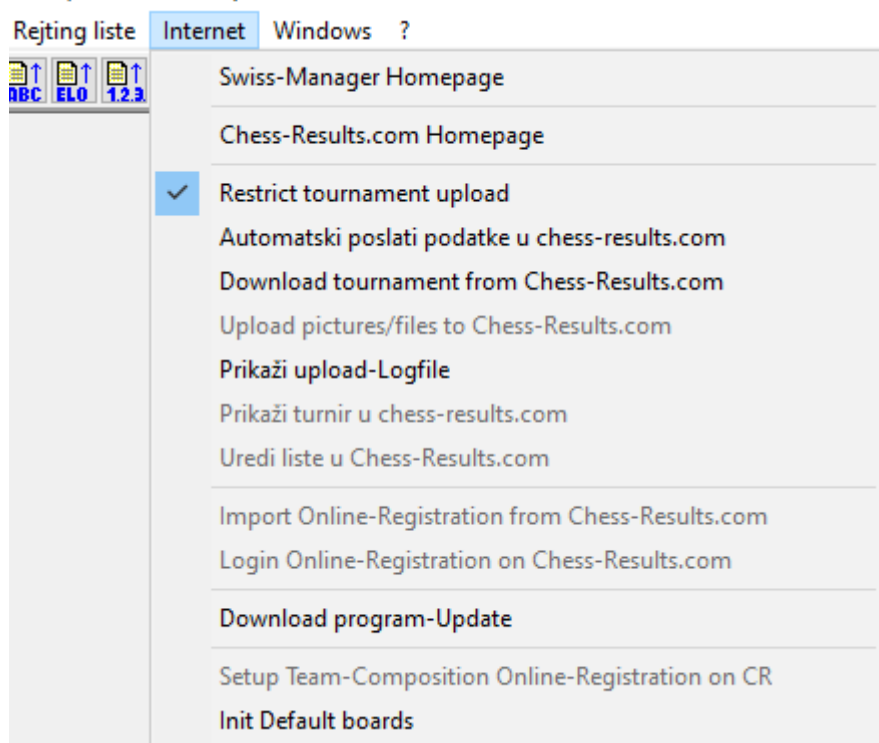 Rejting liste Internet Windows ?
ABC ELO 1.2.3.
Swiss-Manager Homepage
Chess-Results.com Homepage
Restrict tournament upload
Automatski poslati podatke u chess-results.com
Download tournament from Chess-Results.com
Upload pictures/files to Chess-Results.com
Prikaži upload-Logfile
Prikaži turnir u chess-results.com
Uredi liste u Chess-Results.com
Import Online-Registration from Chess-Results.com
Login Online-Registration on Chess-Results.com
Download program-Update
Setup Team-Composition Online-Registration on CR
Init Default boards